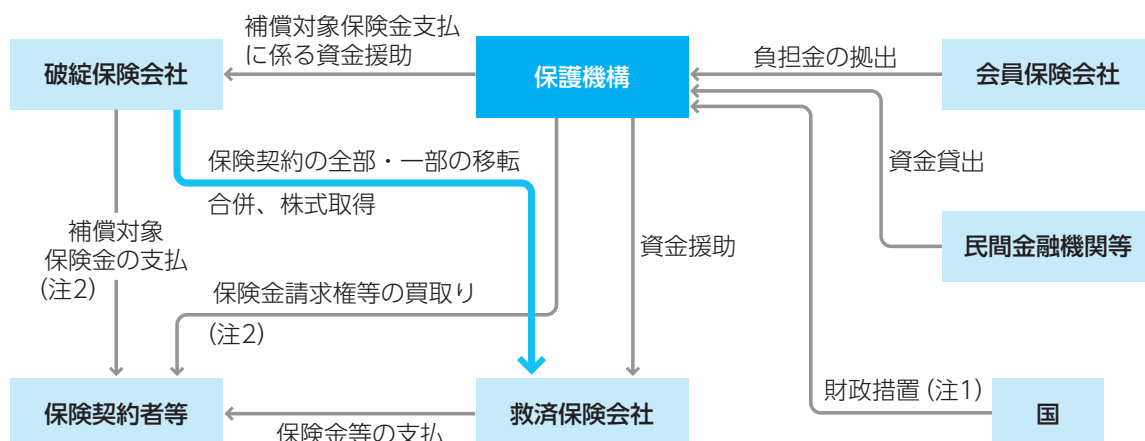 補償対象保険金支払
に係る資金援助
破綻保険会社
保護機構
負担金の拠出
会員保険会社
保険契約の全部・一部の移転
合併、株式取得
資金貸出
補償対象
保険金の支払
(注2)
資金援助
民間金融機関等
保険金請求権等の買取り
(注2)
財政措置(注1)
保険契約者等
救済保険会社
国
保険金等の支払